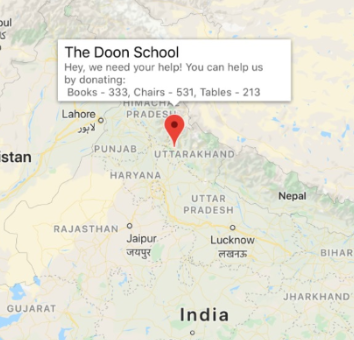 The Doon School
Hey, we need your help! You can help us
by donating:
Books - 333, Chairs - 531, Tables - 213
HIMACHAL
PRADESH
Lahore
لاہور
PUNJAB
UTTARAKHAND
HARYANA
Nepal
UTTAR
PRADESH
RAJASTHAN
Jaipur
जयपुर
Lucknow
लखनऊ
BIHAR
JHARKHAND
GUJARAT
India
istan